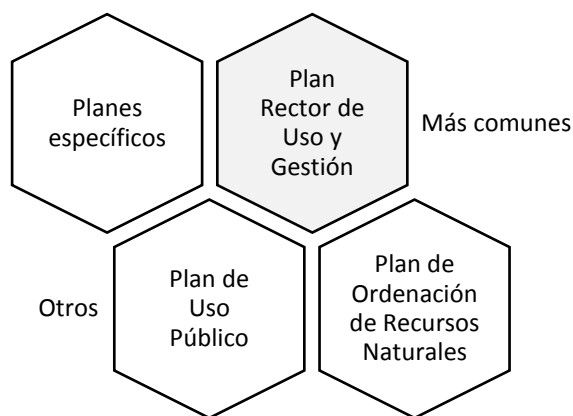 Planes
específicos
Plan
Rector de
Uso y
Gestión
Más comunes
Otros
Plan de
Uso
Público
Plan de
Ordenación
de Recursos
Naturales